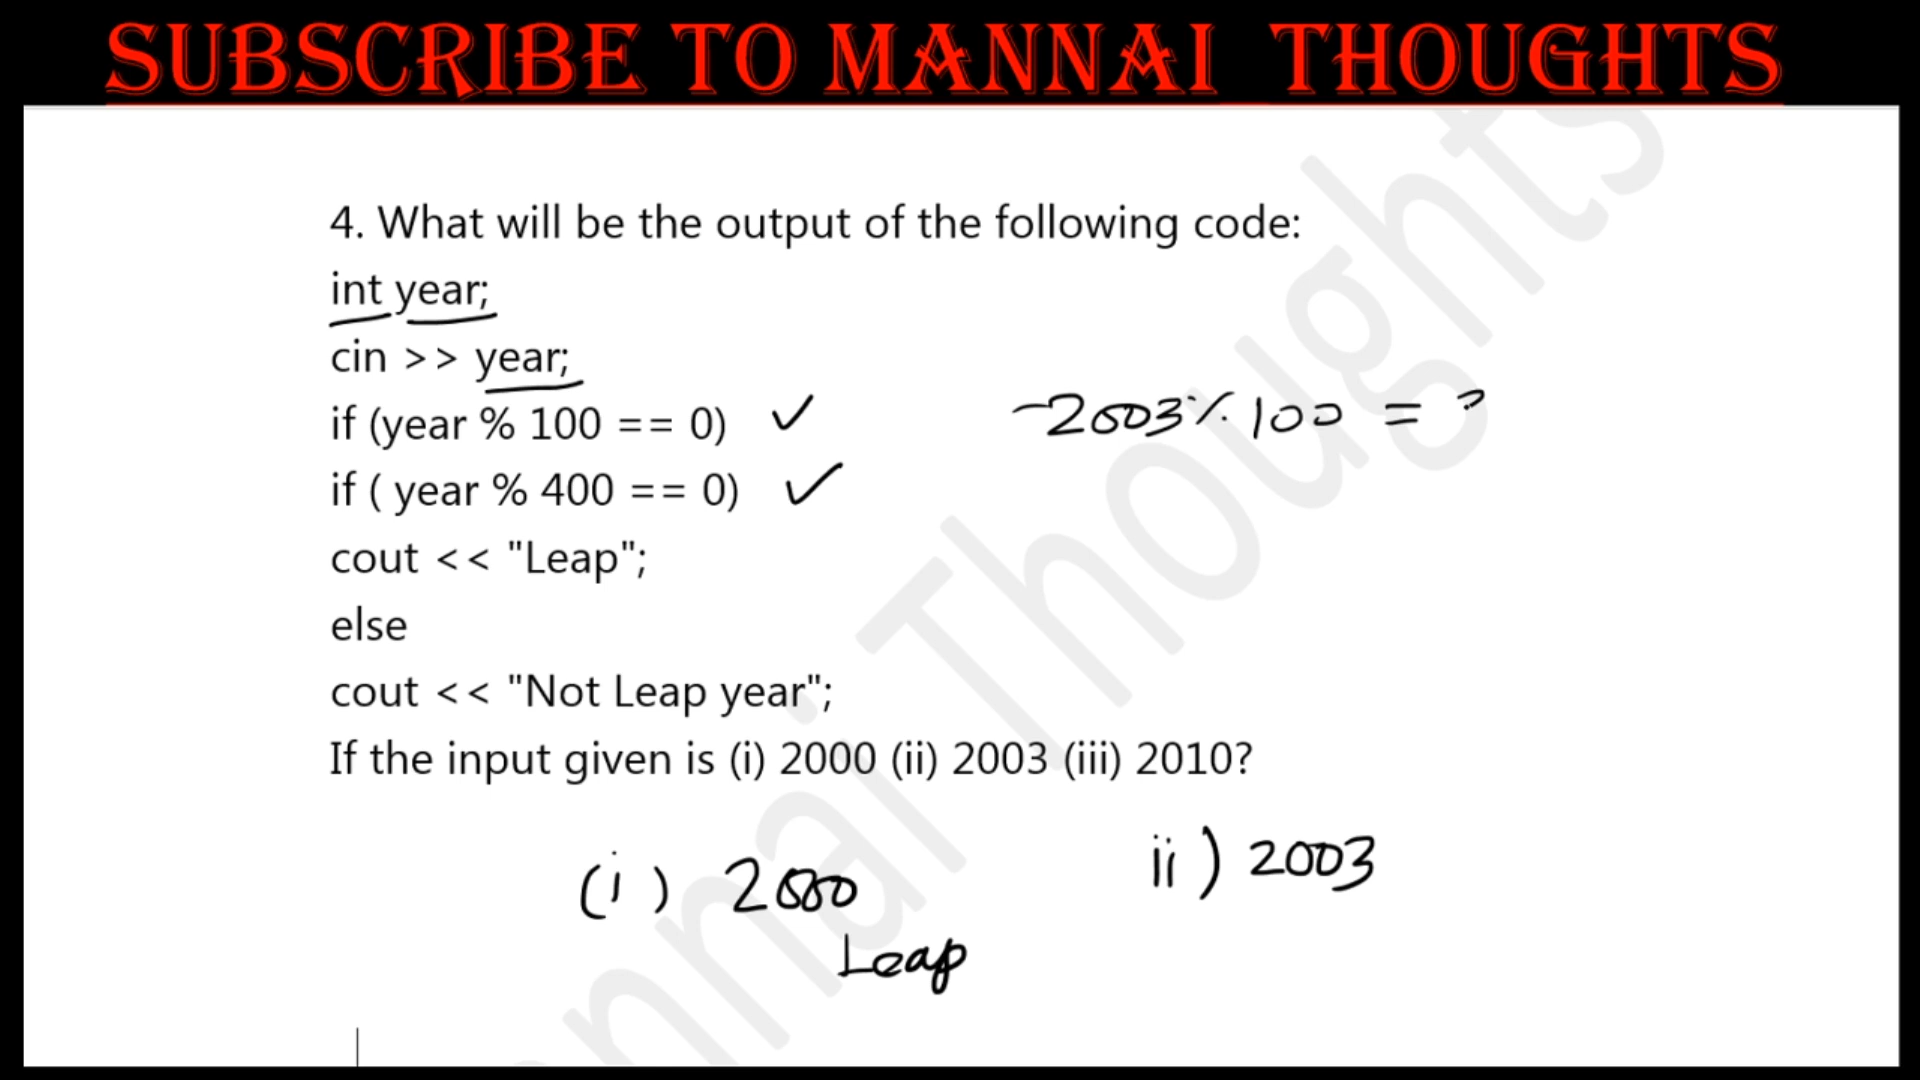 SUBSCRIBE TO MANNAI THOUGHTS
4. What will be the output of the following code:
int year;
cin >> year;
if (year % 100 == 0)
2003 % 100 = ?
if ( year % 400 == 0)
cout << "Leap";
else
cout << "Not Leap year";
If the input given is (i) 2000 (ii) 2003 (iii) 2010?
(i) 2000
ii) 2003
Leap
Mannai Thoughts